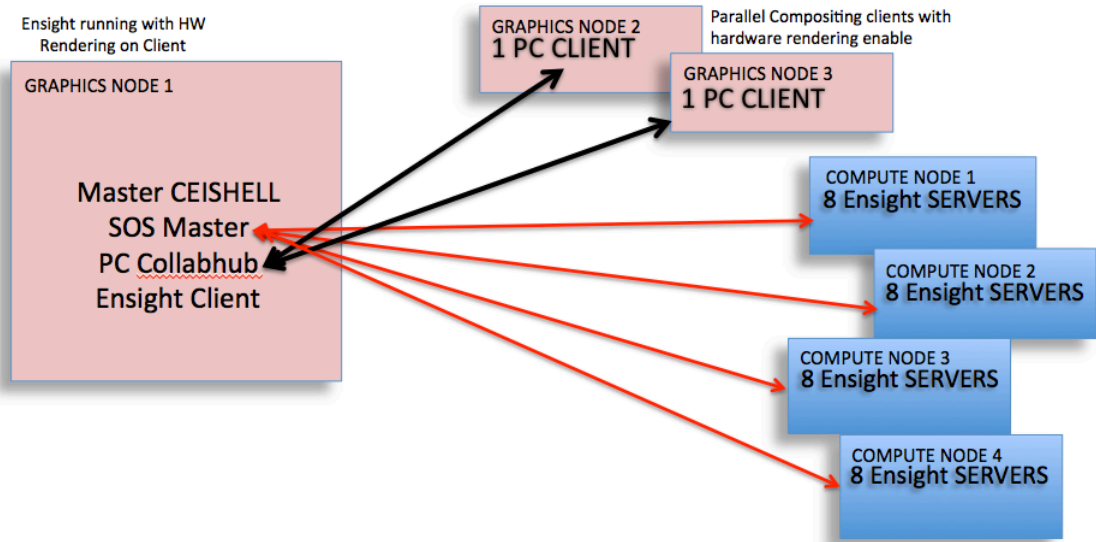 Ensight running with HW
Rendering on Client
GRAPHICS NODE 1
Master CEISHELL
SOS Master
PC Collabhub
Ensight Client
GRAPHICS NODE 2
1 PC CLIENT
Parallel Compositing clients with
hardware rendering enable
GRAPHICS NODE 3
1 PC CLIENT
COMPUTE NODE 1
8 Ensight SERVERS
COMPUTE NODE 2
8 Ensight SERVERS
COMPUTE NODE 3
8 Ensight SERVERS
COMPUTE NODE 4
8 Ensight SERVERS